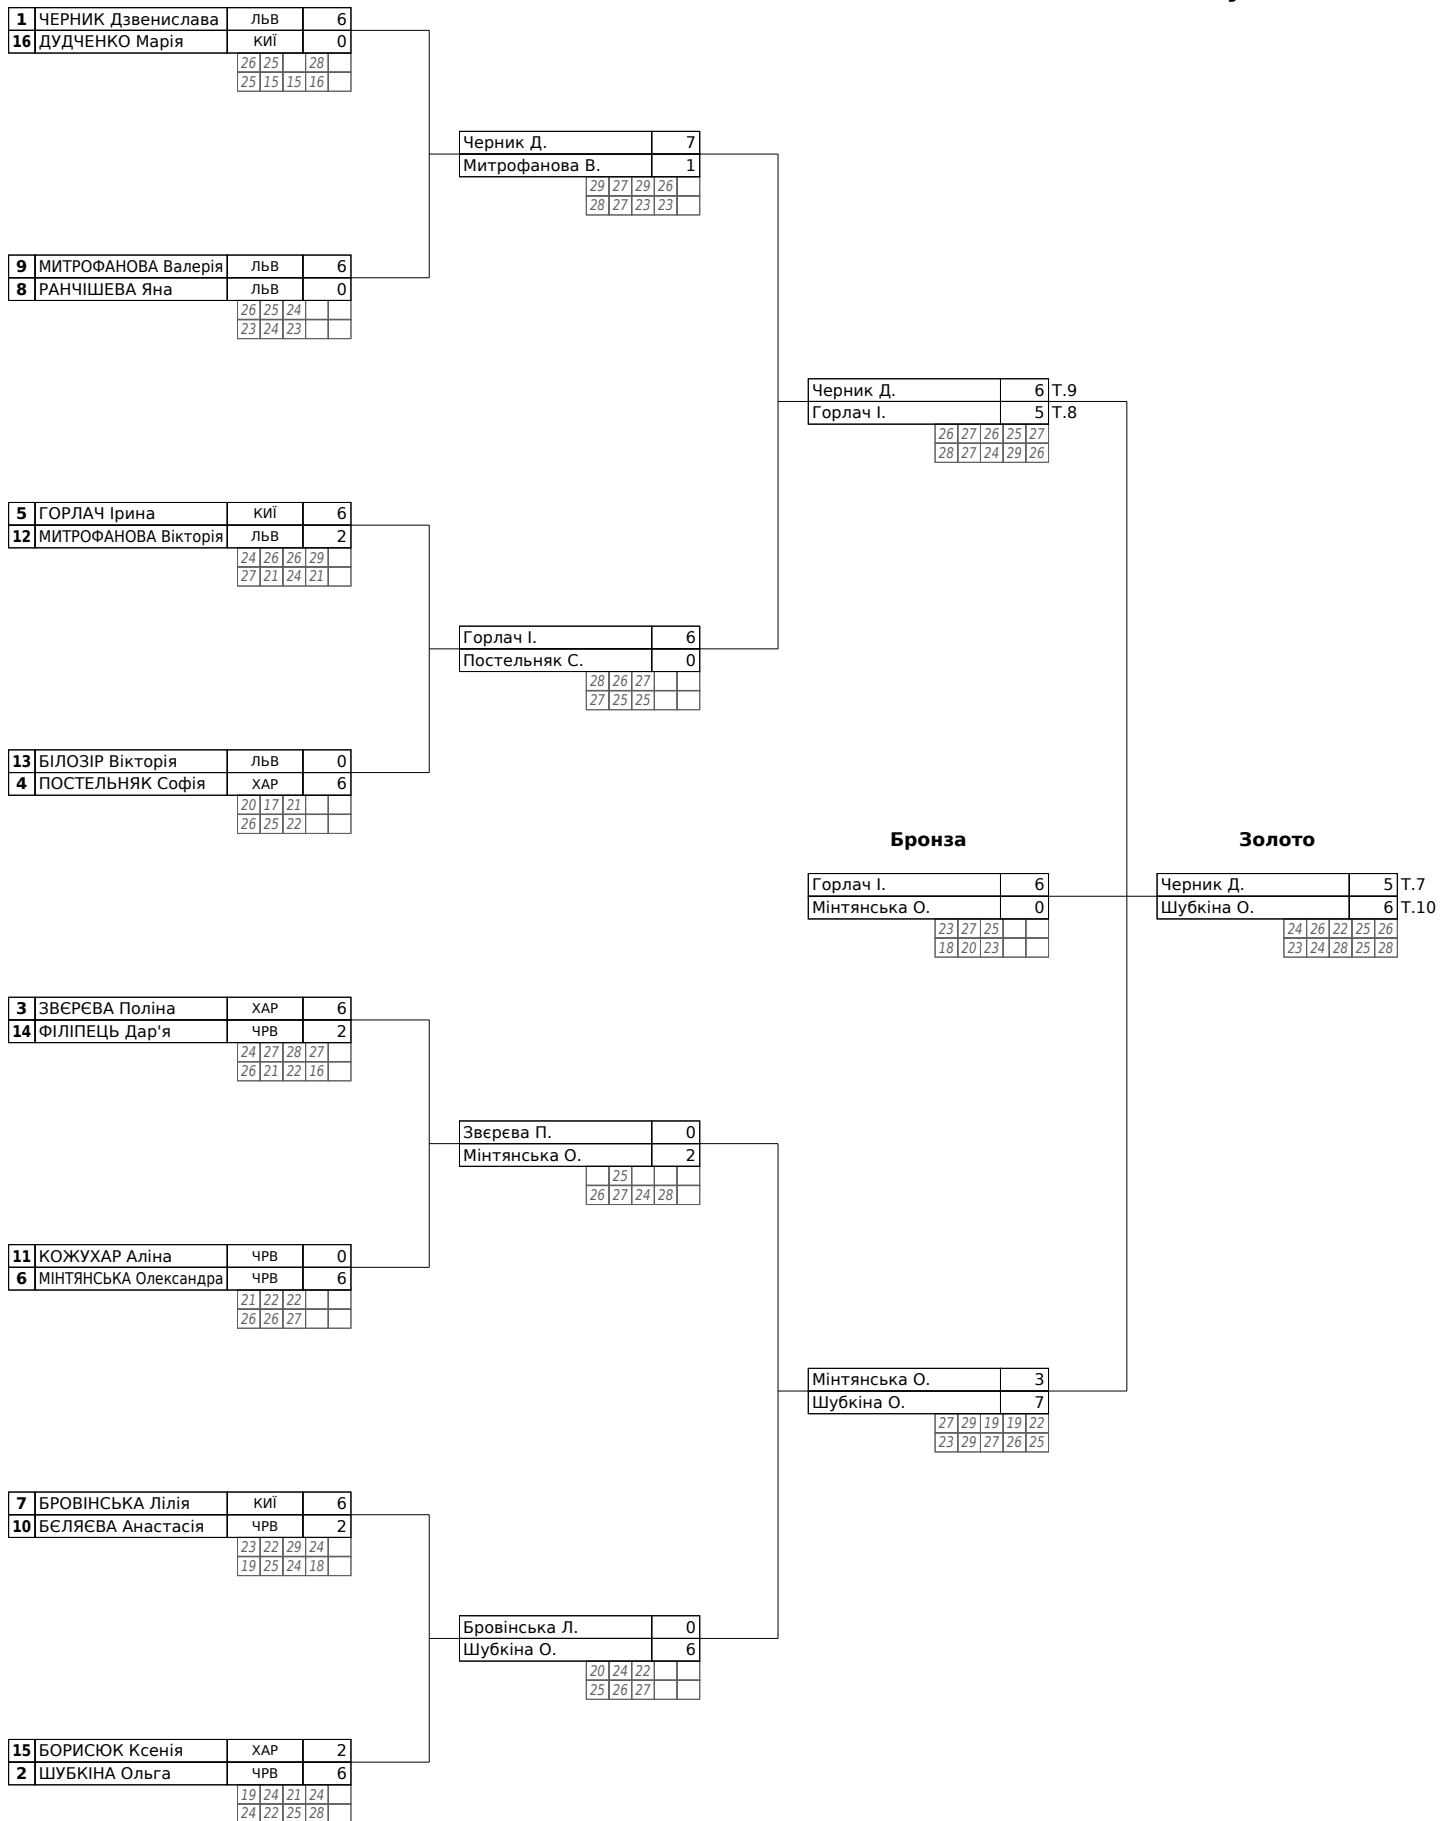 1 ЧЕРНИК Дзвенислава ЛЬВ 6
16 ДУДЧЕНКО Марія КИЇ 0
26 25 28
25 15 15 16
Черник Д. 7
Митрофанова В. 1
29 27 29 26
28 27 23 23
9 МИТРОФАНОВА Валерія ЛЬВ 6
8 РАНЧІШЕВА Яна ЛЬВ 0
26 25 24
23 24 23
Черник Д. 6 Т.9
Горлач І. 5 Т.8
26 27 26 25 27
28 27 24 29 26
5 ГОРЛАЧ Ірина КИЇ 6
12 МИТРОФАНОВА Вікторія ЛЬВ 2
24 26 26 29
27 21 24 21
Горлач І. 6
Постельняк С. 0
28 26 27
27 25 25
13 БІЛОЗІР Вікторія ЛЬВ 0
4 ПОСТЕЛЬНЯК Софія ХАР 6
20 17 21
26 25 22
Бронза Золото
Горлач І. 6 Черник Д. 5 Т.7
Мінтянська О. 0 Шубкіна О. 6 Т.10
23 27 25 24 26 22 25 26
18 20 23 23 24 28 25 28
3 ЗВЄРЄВА Поліна ХАР 6
14 ФІЛІПЕЦЬ Дар'я ЧРВ 2
24 27 28 27
26 21 22 16
Звєрєва П. 0
Мінтянська О. 2
25
26 27 24 28
11 КОЖУХАР Аліна ЧРВ 0
6 МІНТЯНСЬКА Олександра ЧРВ 6
21 22 22
26 26 27
Мінтянська О. 3
Шубкіна О. 7
27 29 19 19 22
23 29 27 26 25
7 БРОВІНСЬКА Лілія КИЇ 6
10 БЄЛЯЄВА Анастасія ЧРВ 2
23 22 29 24
19 25 24 18
Бровінська Л. 0
Шубкіна О. 6
20 24 22
25 26 27
15 БОРИСЮК Ксенія ХАР 2
2 ШУБКІНА Ольга ЧРВ 6
19 24 21 24
24 22 25 28